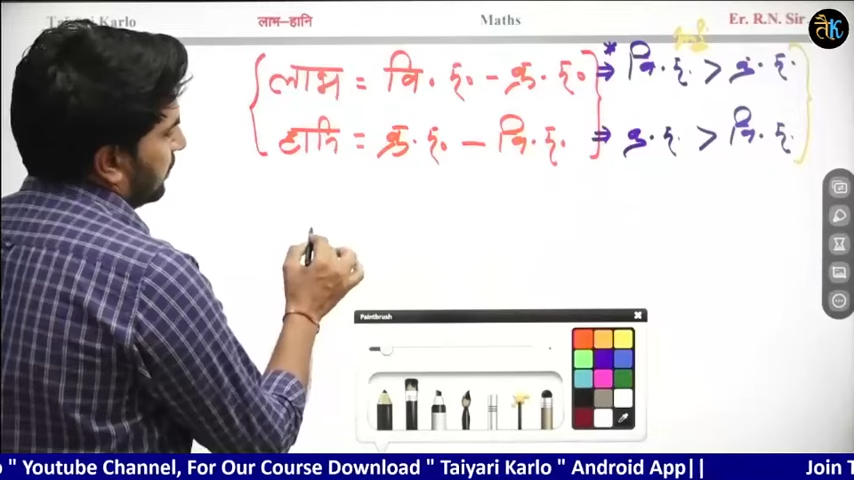 Taiyari Karlo लाभ-हानि Maths Er. R.N. Sir
तैK
लाभ = वि. मू. - क्र. मू. ⇒ * वि. मू. > क्र. मू.
हानि = क्र. मू. - वि. मू. ⇒ क्र. मू. > वि. मू.
Paintbrush
o " Youtube Channel, For Our Course Download " Taiyari Karlo " Android App|| Join T